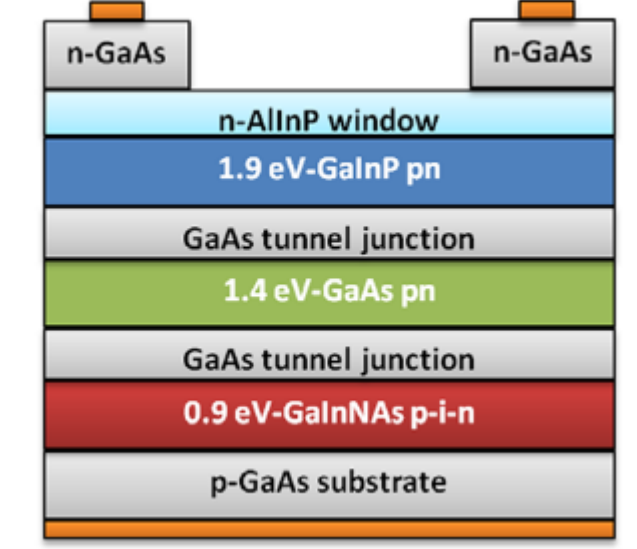 n-GaAs
n-GaAs
n-AlInP window
1.9 eV-GaInP pn
GaAs tunnel junction
1.4 eV-GaAs pn
GaAs tunnel junction
0.9 eV-GaInNAs p-i-n
p-GaAs substrate